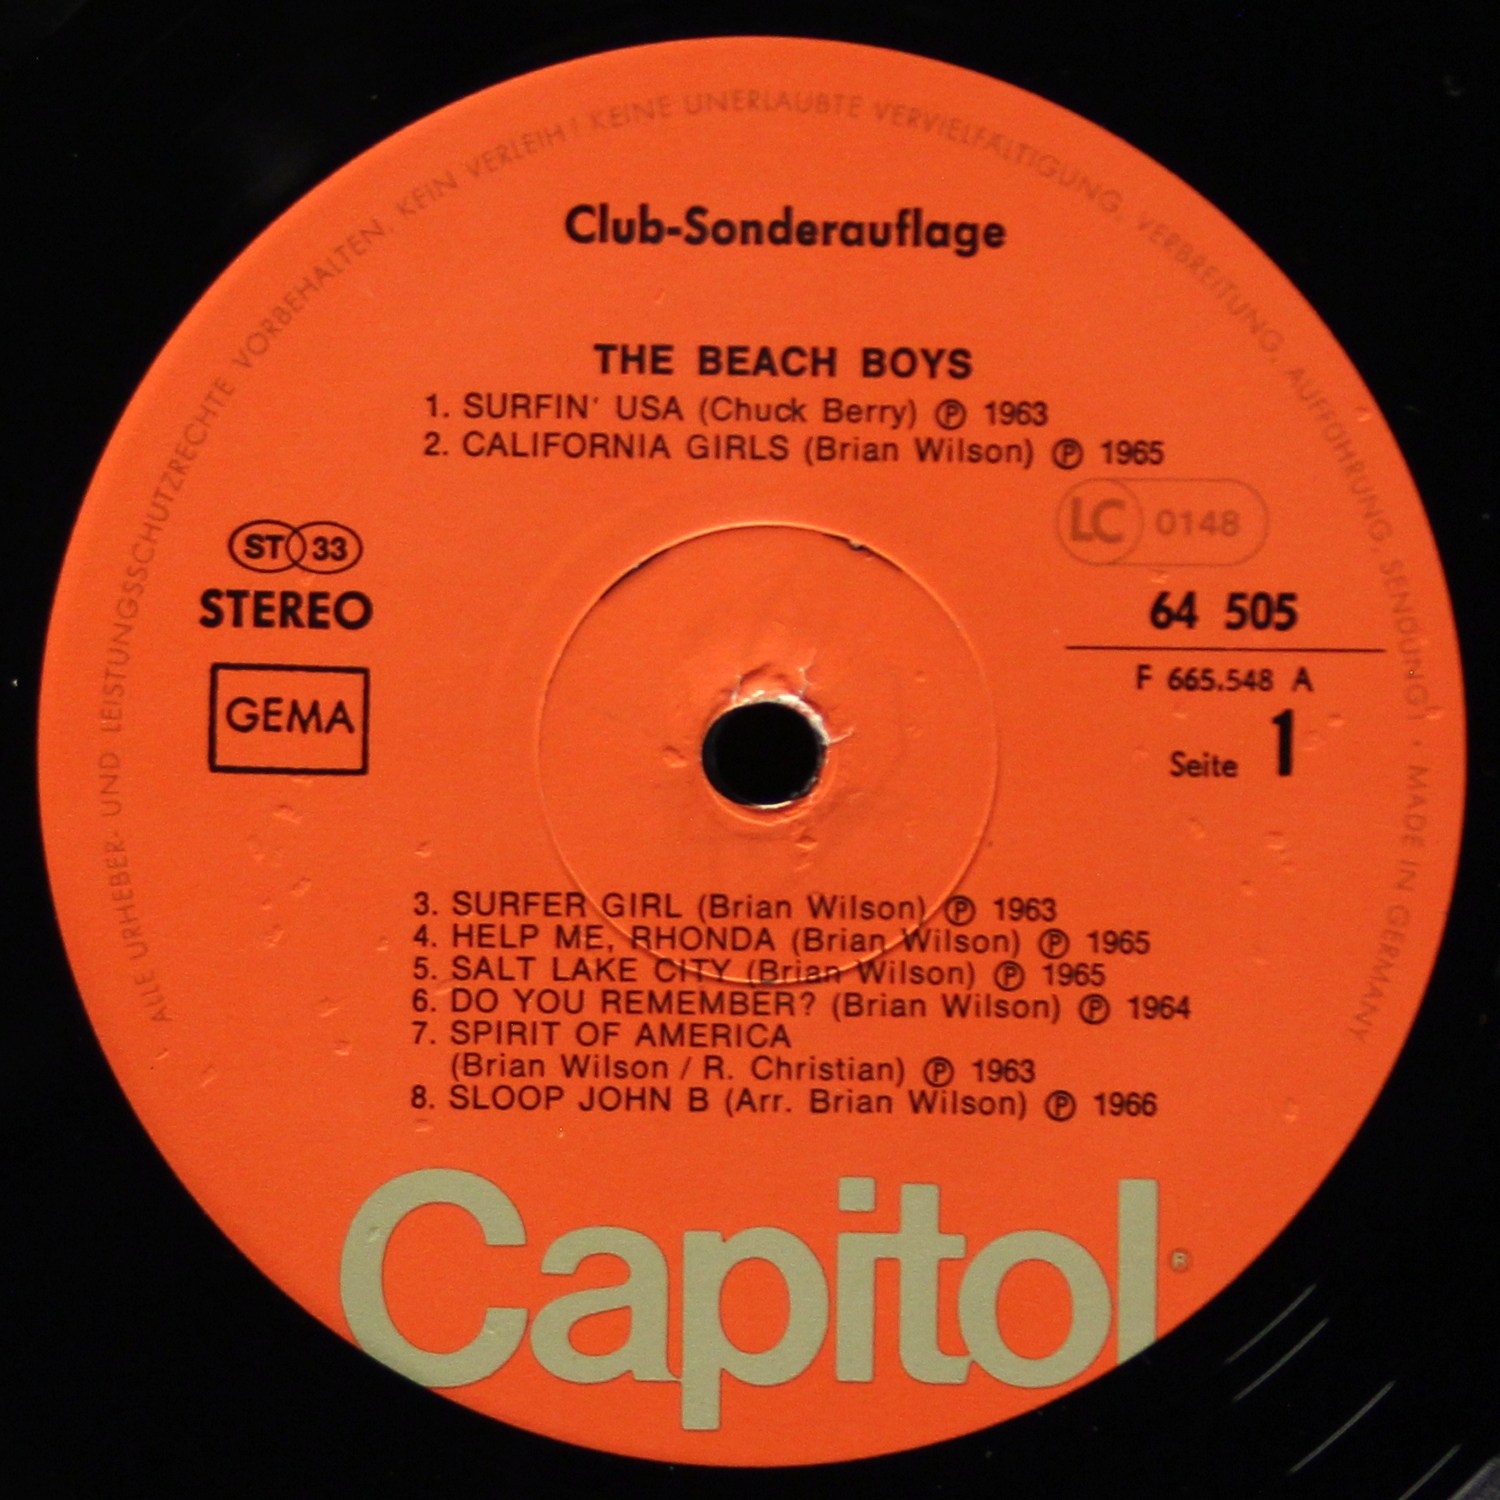 ALLE URHEBER- UND LEISTUNGSSCHUTZRECHTE VORBEHALTEN. KEIN VERLEIH! KEINE UNERLAUBTE VERVIELFÄLTIGUNG, VERBREITUNG, AUFFÜHRUNG, SENDUNG! · MADE IN GERMANY
Club-Sonderauflage
THE BEACH BOYS
1. SURFIN' USA (Chuck Berry) Ⓟ 1963
2. CALIFORNIA GIRLS (Brian Wilson) Ⓟ 1965
LC 0148
ST 33
STEREO
GEMA
64 505
F 665.548 A
Seite 1
3. SURFER GIRL (Brian Wilson) Ⓟ 1963
4. HELP ME, RHONDA (Brian Wilson) Ⓟ 1965
5. SALT LAKE CITY (Brian Wilson) Ⓟ 1965
6. DO YOU REMEMBER? (Brian Wilson) Ⓟ 1964
7. SPIRIT OF AMERICA
(Brian Wilson / R. Christian) Ⓟ 1963
8. SLOOP JOHN B (Arr. Brian Wilson) Ⓟ 1966
Capitol®